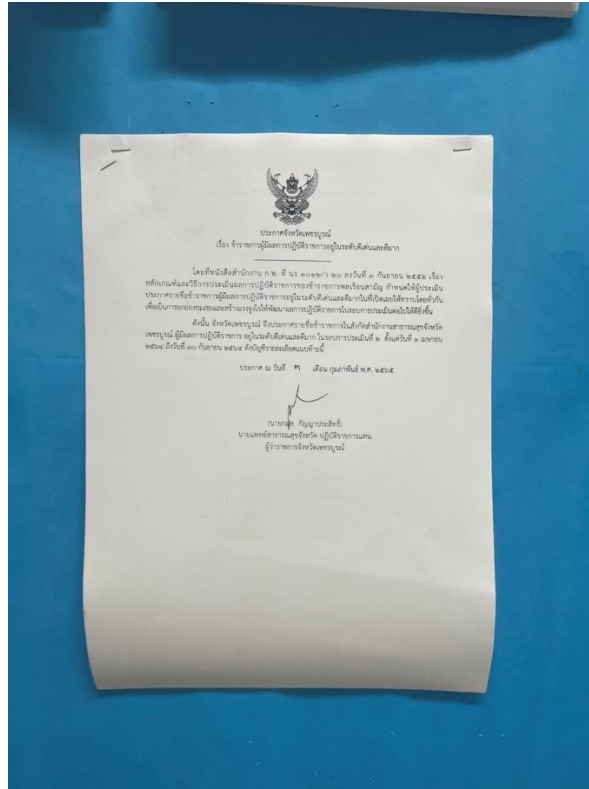 ประกาศจังหวัดเพชรบูรณ์
เรื่อง ข้าราชการผู้มีผลการปฏิบัติราชการอยู่ในระดับดีเด่นและดีมาก
โดยที่หนังสือสำนักงาน ก.พ. ที่ นร ๑๐๑๒/ว ๒๐ ลงวันที่ ๓ กันยายน ๒๕๕๒ เรื่อง
หลักเกณฑ์และวิธีการประเมินผลการปฏิบัติราชการของข้าราชการพลเรือนสามัญ กำหนดให้ผู้ประเมิน
ประกาศรายชื่อข้าราชการผู้มีผลการปฏิบัติราชการอยู่ในระดับดีเด่นและดีมากในที่เปิดเผยให้ทราบโดยทั่วกัน
เพื่อเป็นการยกย่องชมเชยและสร้างแรงจูงใจให้พัฒนาผลการปฏิบัติราชการในรอบการประเมินต่อไปให้ดียิ่งขึ้น
ดังนั้น จังหวัดเพชรบูรณ์ จึงประกาศรายชื่อข้าราชการในสังกัดสำนักงานสาธารณสุขจังหวัด
เพชรบูรณ์ ผู้มีผลการปฏิบัติราชการ อยู่ในระดับดีเด่นและดีมาก ในรอบการประเมินที่ ๒ ตั้งแต่วันที่ ๑ เมษายน
๒๕๖๔ ถึงวันที่ ๓๐ กันยายน ๒๕๖๔ ดังบัญชีรายละเอียดแนบท้ายนี้
ประกาศ ณ วันที่ ๓ เดือน กุมภาพันธ์ พ.ศ. ๒๕๖๕
กัญญาประสิทธิ์)
นายแพทย์สาธารณสุขจังหวัด ปฏิบัติราชการแทน
ผู้ว่าราชการจังหวัดเพชรบูรณ์